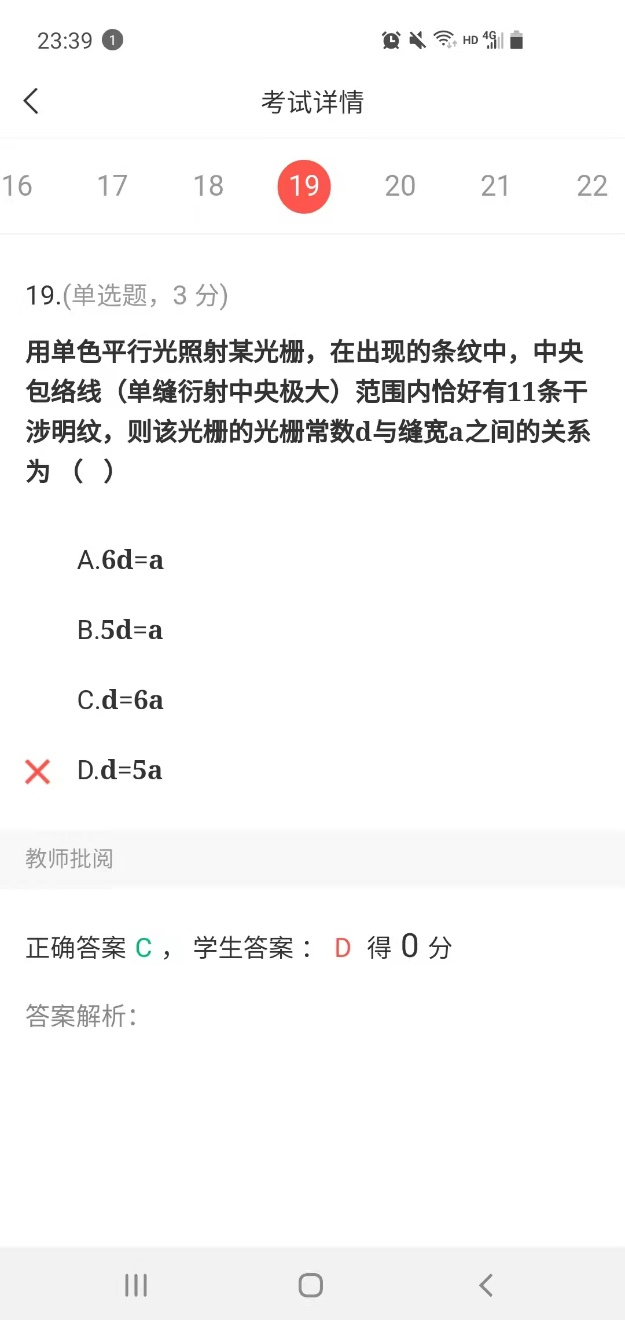 23:39 1 HD 4G
考试详情
16 17 18 19 20 21 22
19.(单选题，3 分)
用单色平行光照射某光栅，在出现的条纹中，中央
包络线（单缝衍射中央极大）范围内恰好有11条干
涉明纹，则该光栅的光栅常数d与缝宽a之间的关系
为 （ ）
A.6d=a
B.5d=a
C.d=6a
D.d=5a
教师批阅
正确答案 C ， 学生答案： D 得 0 分
答案解析：